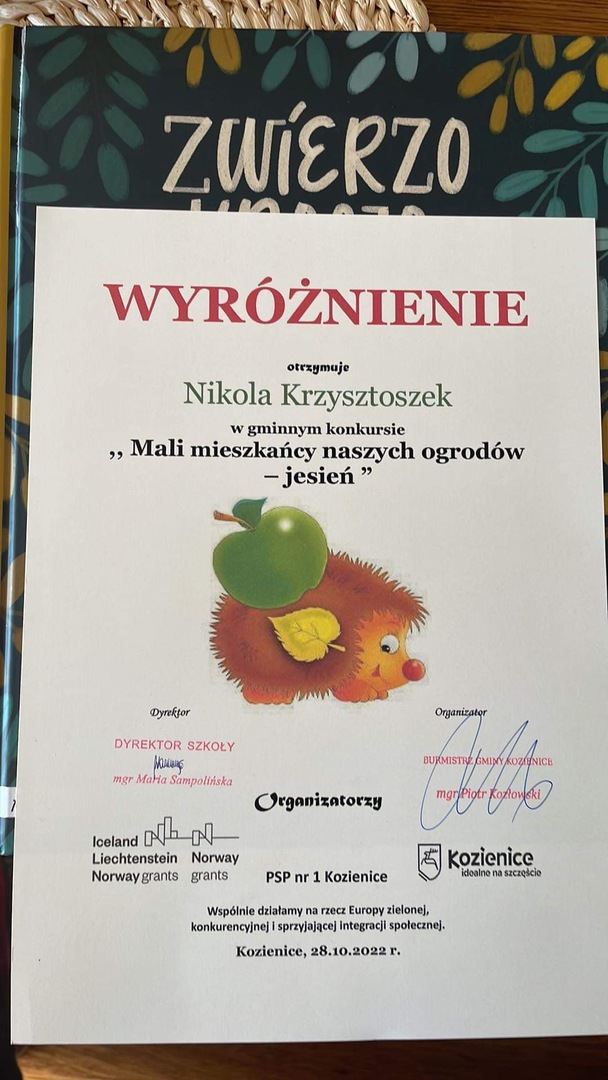 ZWÍERZO
WYRÓŻNIENIE
otrzymuje
Nikola Krzysztoszek
w gminnym konkursie
,, Mali mieszkańcy naszych ogrodów
– jesień ”
Dyrektor
Organizator
DYREKTOR SZKOŁY
mgr Maria Sampolińska
BURMISTRZ GMINY KOZIENICE
mgr Piotr Kozłowski
Organizatorzy
Iceland
Liechtenstein Norway
Norway grants grants
PSP nr 1 Kozienice
Kozienice
idealne na szczęście
Wspólnie działamy na rzecz Europy zielonej,
konkurencyjnej i sprzyjającej integracji społecznej.
Kozienice, 28.10.2022 r.